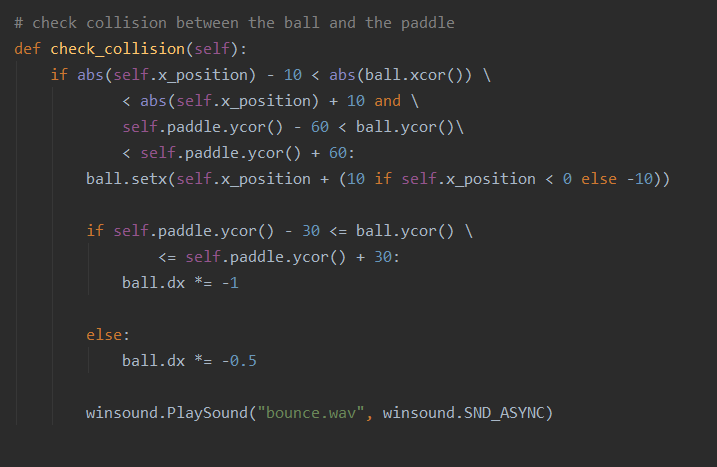 # check collision between the ball and the paddle
def check_collision(self):
    if abs(self.x_position) - 10 < abs(ball.xcor()) \
            < abs(self.x_position) + 10 and \
            self.paddle.ycor() - 60 < ball.ycor()\
            < self.paddle.ycor() + 60:
        ball.setx(self.x_position + (10 if self.x_position < 0 else -10))

        if self.paddle.ycor() - 30 <= ball.ycor() \
                <= self.paddle.ycor() + 30:
            ball.dx *= -1

        else:
            ball.dx *= -0.5

        winsound.PlaySound("bounce.wav", winsound.SND_ASYNC)